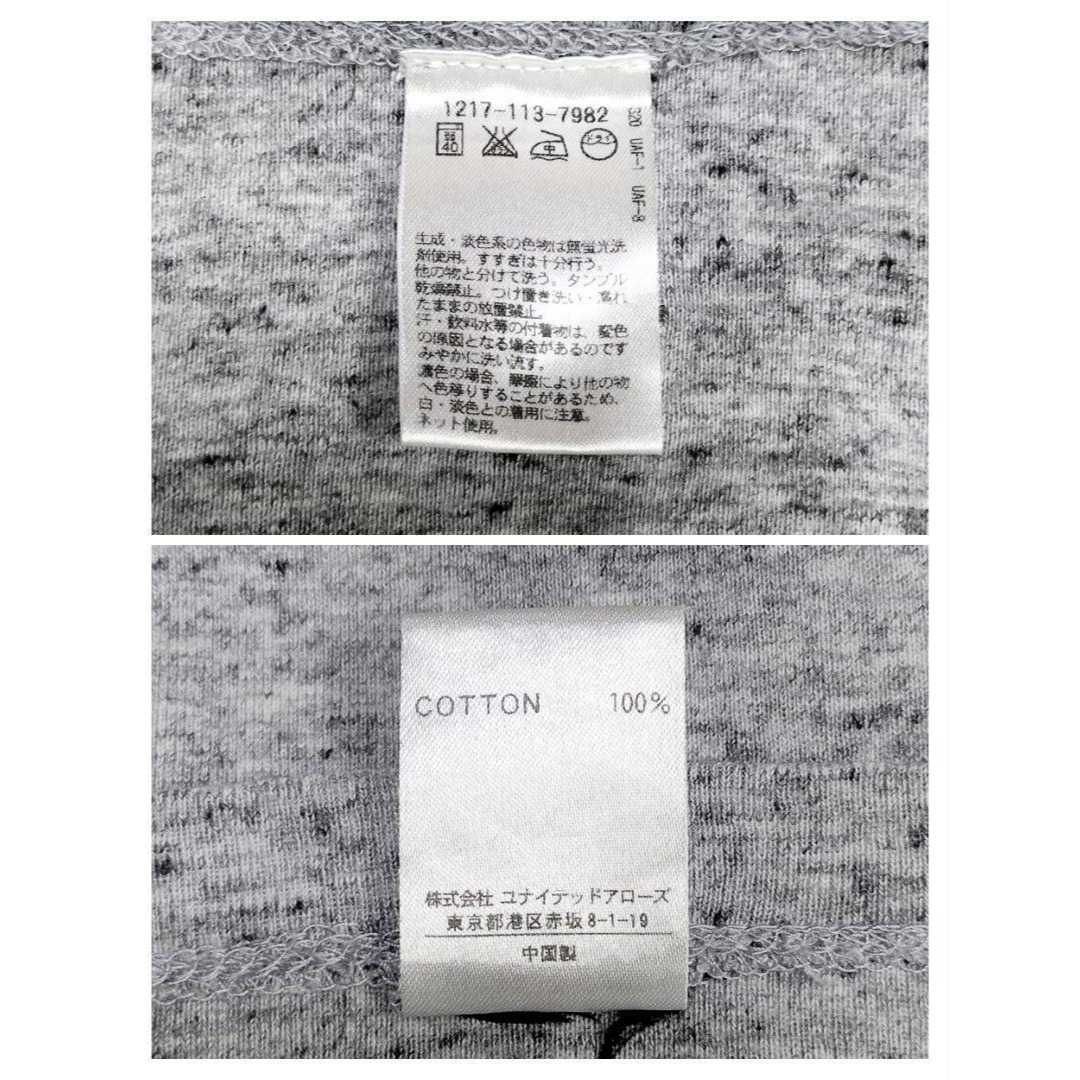 1217-113-7982
弱
40
中
ドライ
320 UAF-1 UAF-8
生成・淡色系の色物は無蛍光洗
剤使用。すすぎは十分行う。
他の物と分けて洗う。タンブル
乾燥禁止。つけ置き洗い・濡れ
たままの放置禁止。
汗・飲料水等の付着物は、変色
の原因となる場合があるのです
みやかに洗い流す。
濃色の場合、摩擦により他の物
へ色移りすることがあるため、
白・淡色との着用に注意。
ネット使用。
COTTON 100%
株式会社 ユナイテッドアローズ
東京都港区赤坂8-1-19
中国製